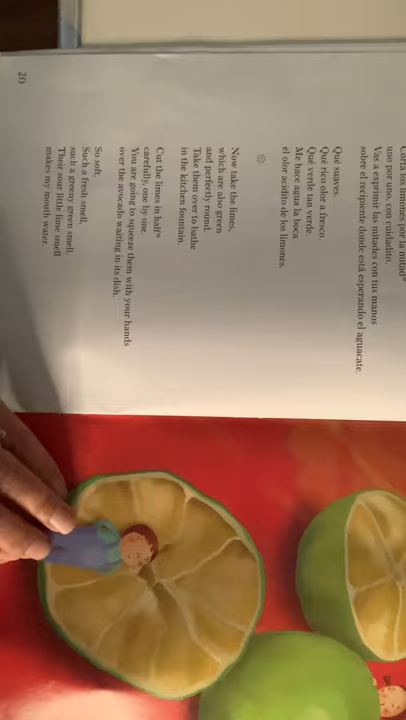 Corta los limones por la mitad*
uno por uno, con cuidadito.
Vas a exprimir las mitades con tus manos
sobre el recipiente donde está esperando el aguacate.
Qué suaves.
Qué rico olor a fresco.
Qué verde tan verde.
Me hace agua la boca
el olor acidito de los limones.
Now take the limes,
which are also green
and perfectly round.
Take them over to bathe
in the kitchen fountain.
Cut the limes in half*
carefully, one by one.
You are going to squeeze them with your hands
over the avocado waiting in its dish.
So soft.
Such a fresh smell,
such a greeny green smell.
Their sour little lime smell
makes my mouth water.
20